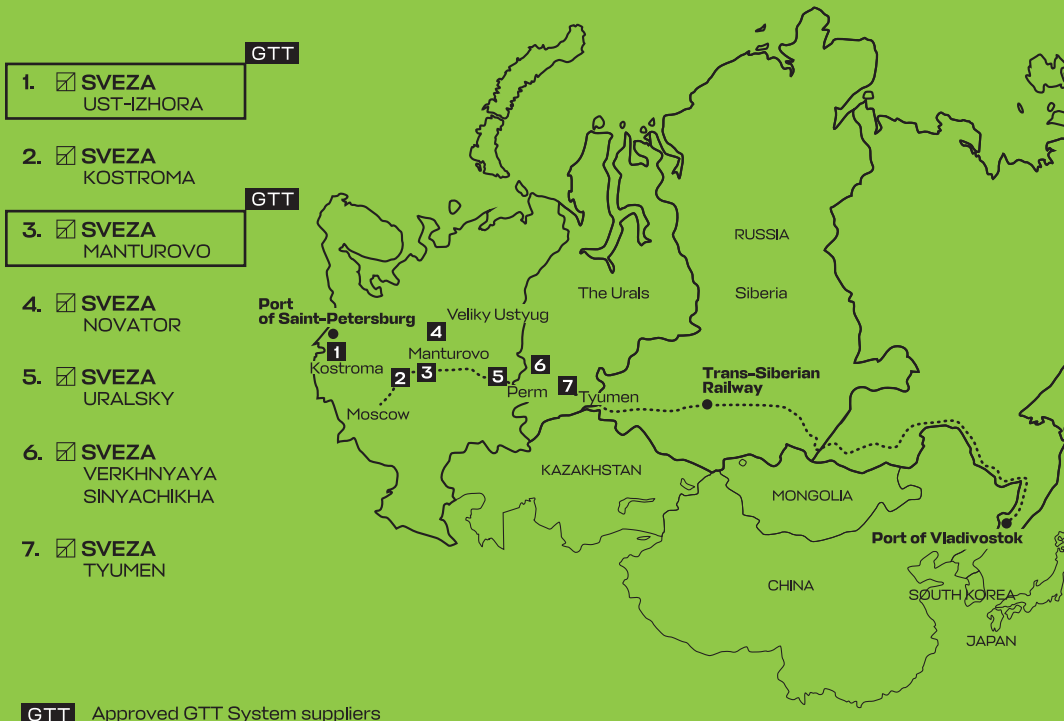 GTT
1. SVEZA
UST-IZHORA
2. SVEZA
KOSTROMA
GTT
3. SVEZA
MANTUROVO
4. SVEZA
NOVATOR
5. SVEZA
URALSKY
6. SVEZA
VERKHNYAYA
SINYACHIKHA
7. SVEZA
TYUMEN
GTT Approved GTT System suppliers
RUSSIA
The Urals
Siberia
Port
of Saint-Petersburg
Veliky Ustyug
4
1
Manturovo
Kostroma
2
3
5
6
7
Perm
Tyumen
Moscow
Trans-Siberian
Railway
KAZAKHSTAN
MONGOLIA
Port of Vladivostok
CHINA
SOUTH KOREA
JAPAN